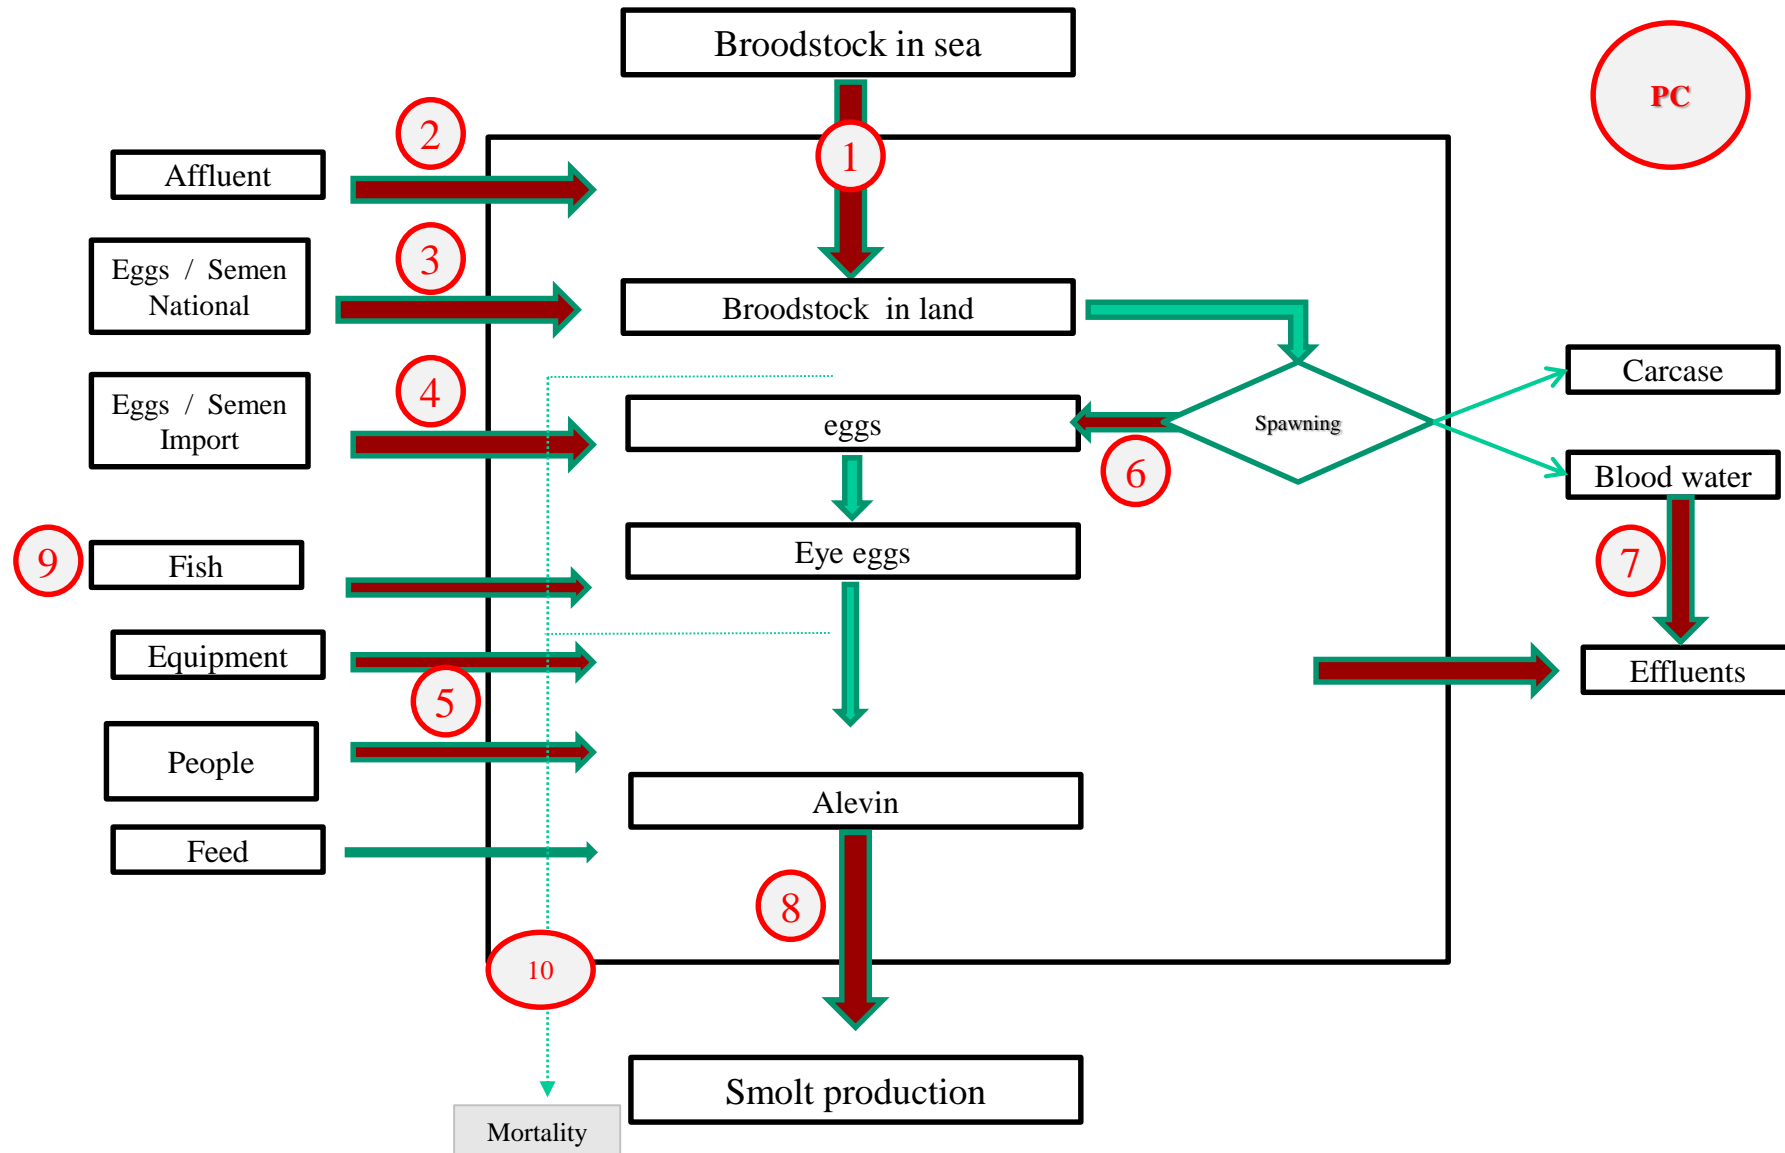 Broodstock in sea
PC
2
1
Affluent
3
Eggs / Semen
National
Broodstock in land
4
Eggs / Semen
Import
Carcase
eggs
Spawning
6
Blood water
9
Fish
Eye eggs
7
Equipment
Effluents
5
People
Alevin
Feed
8
10
Smolt production
Mortality